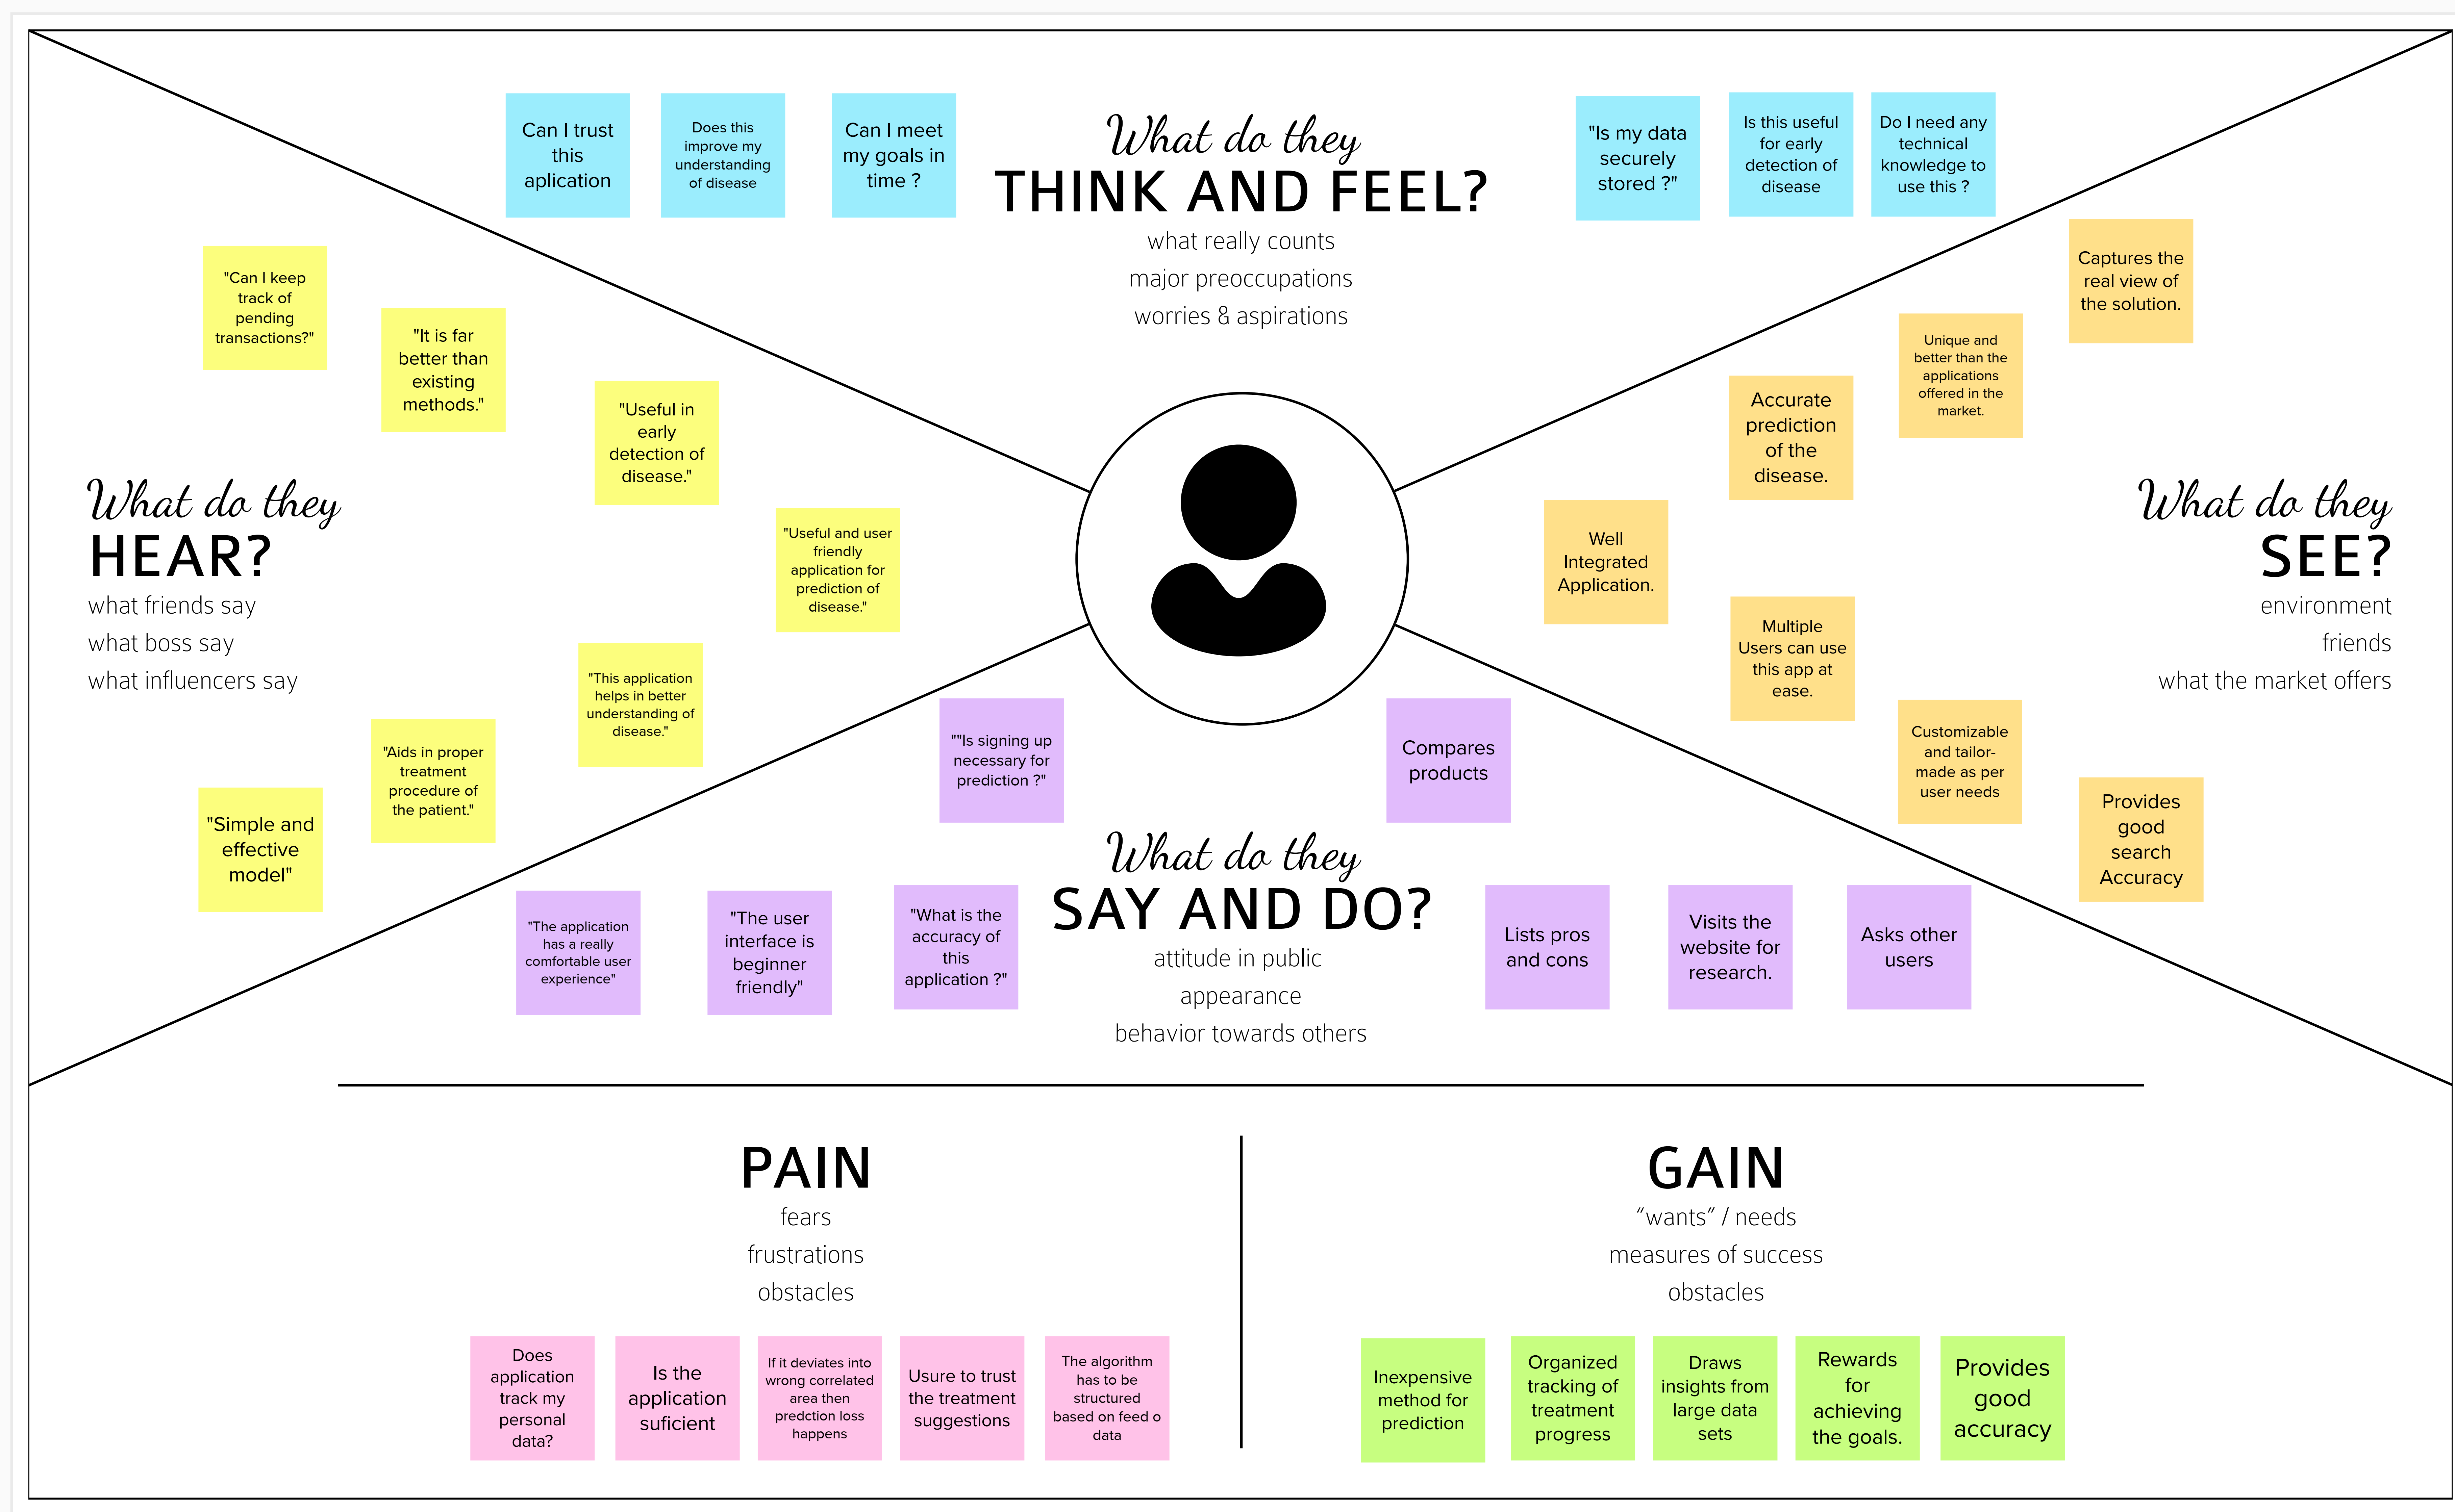 What do they
THINK AND FEEL?
what really counts
major preoccupations
worries & aspirations
Can I trust
this
aplication
Does this
improve my
understanding
of disease
Can I meet
my goals in
time ?
"Is my data
securely
stored ?"
Is this useful
for early
detection of
disease
Do I need any
technical
knowledge to
use this ?
What do they
HEAR?
what friends say
what boss say
what influencers say
"Can I keep
track of
pending
transactions?"
"It is far
better than
existing
methods."
"Useful in
early
detection of
disease."
"Useful and user
friendly
application for
prediction of
disease."
"This application
helps in better
understanding of
disease."
"Aids in proper
treatment
procedure of
the patient."
"Simple and
effective
model"
What do they
SEE?
environment
friends
what the market offers
Captures the
real view of
the solution.
Unique and
better than the
applications
offered in the
market.
Accurate
prediction
of the
disease.
Well
Integrated
Application.
Multiple
Users can use
this app at
ease.
Customizable
and tailor-
made as per
user needs
Provides
good
search
Accuracy
What do they
SAY AND DO?
attitude in public
appearance
behavior towards others
""Is signing up
necessary for
prediction ?"
Compares
products
"The application
has a really
comfortable user
experience"
"The user
interface is
beginner
friendly"
"What is the
accuracy of
this
application ?"
Lists pros
and cons
Visits the
website for
research.
Asks other
users
PAIN
fears
frustrations
obstacles
Does
application
track my
personal
data?
Is the
application
suficient
If it deviates into
wrong correlated
area then
predction loss
happens
Usure to trust
the treatment
suggestions
The algorithm
has to be
structured
based on feed o
data
GAIN
“wants” / needs
measures of success
obstacles
Inexpensive
method for
prediction
Organized
tracking of
treatment
progress
Draws
insights from
large data
sets
Rewards
for
achieving
the goals.
Provides
good
accuracy